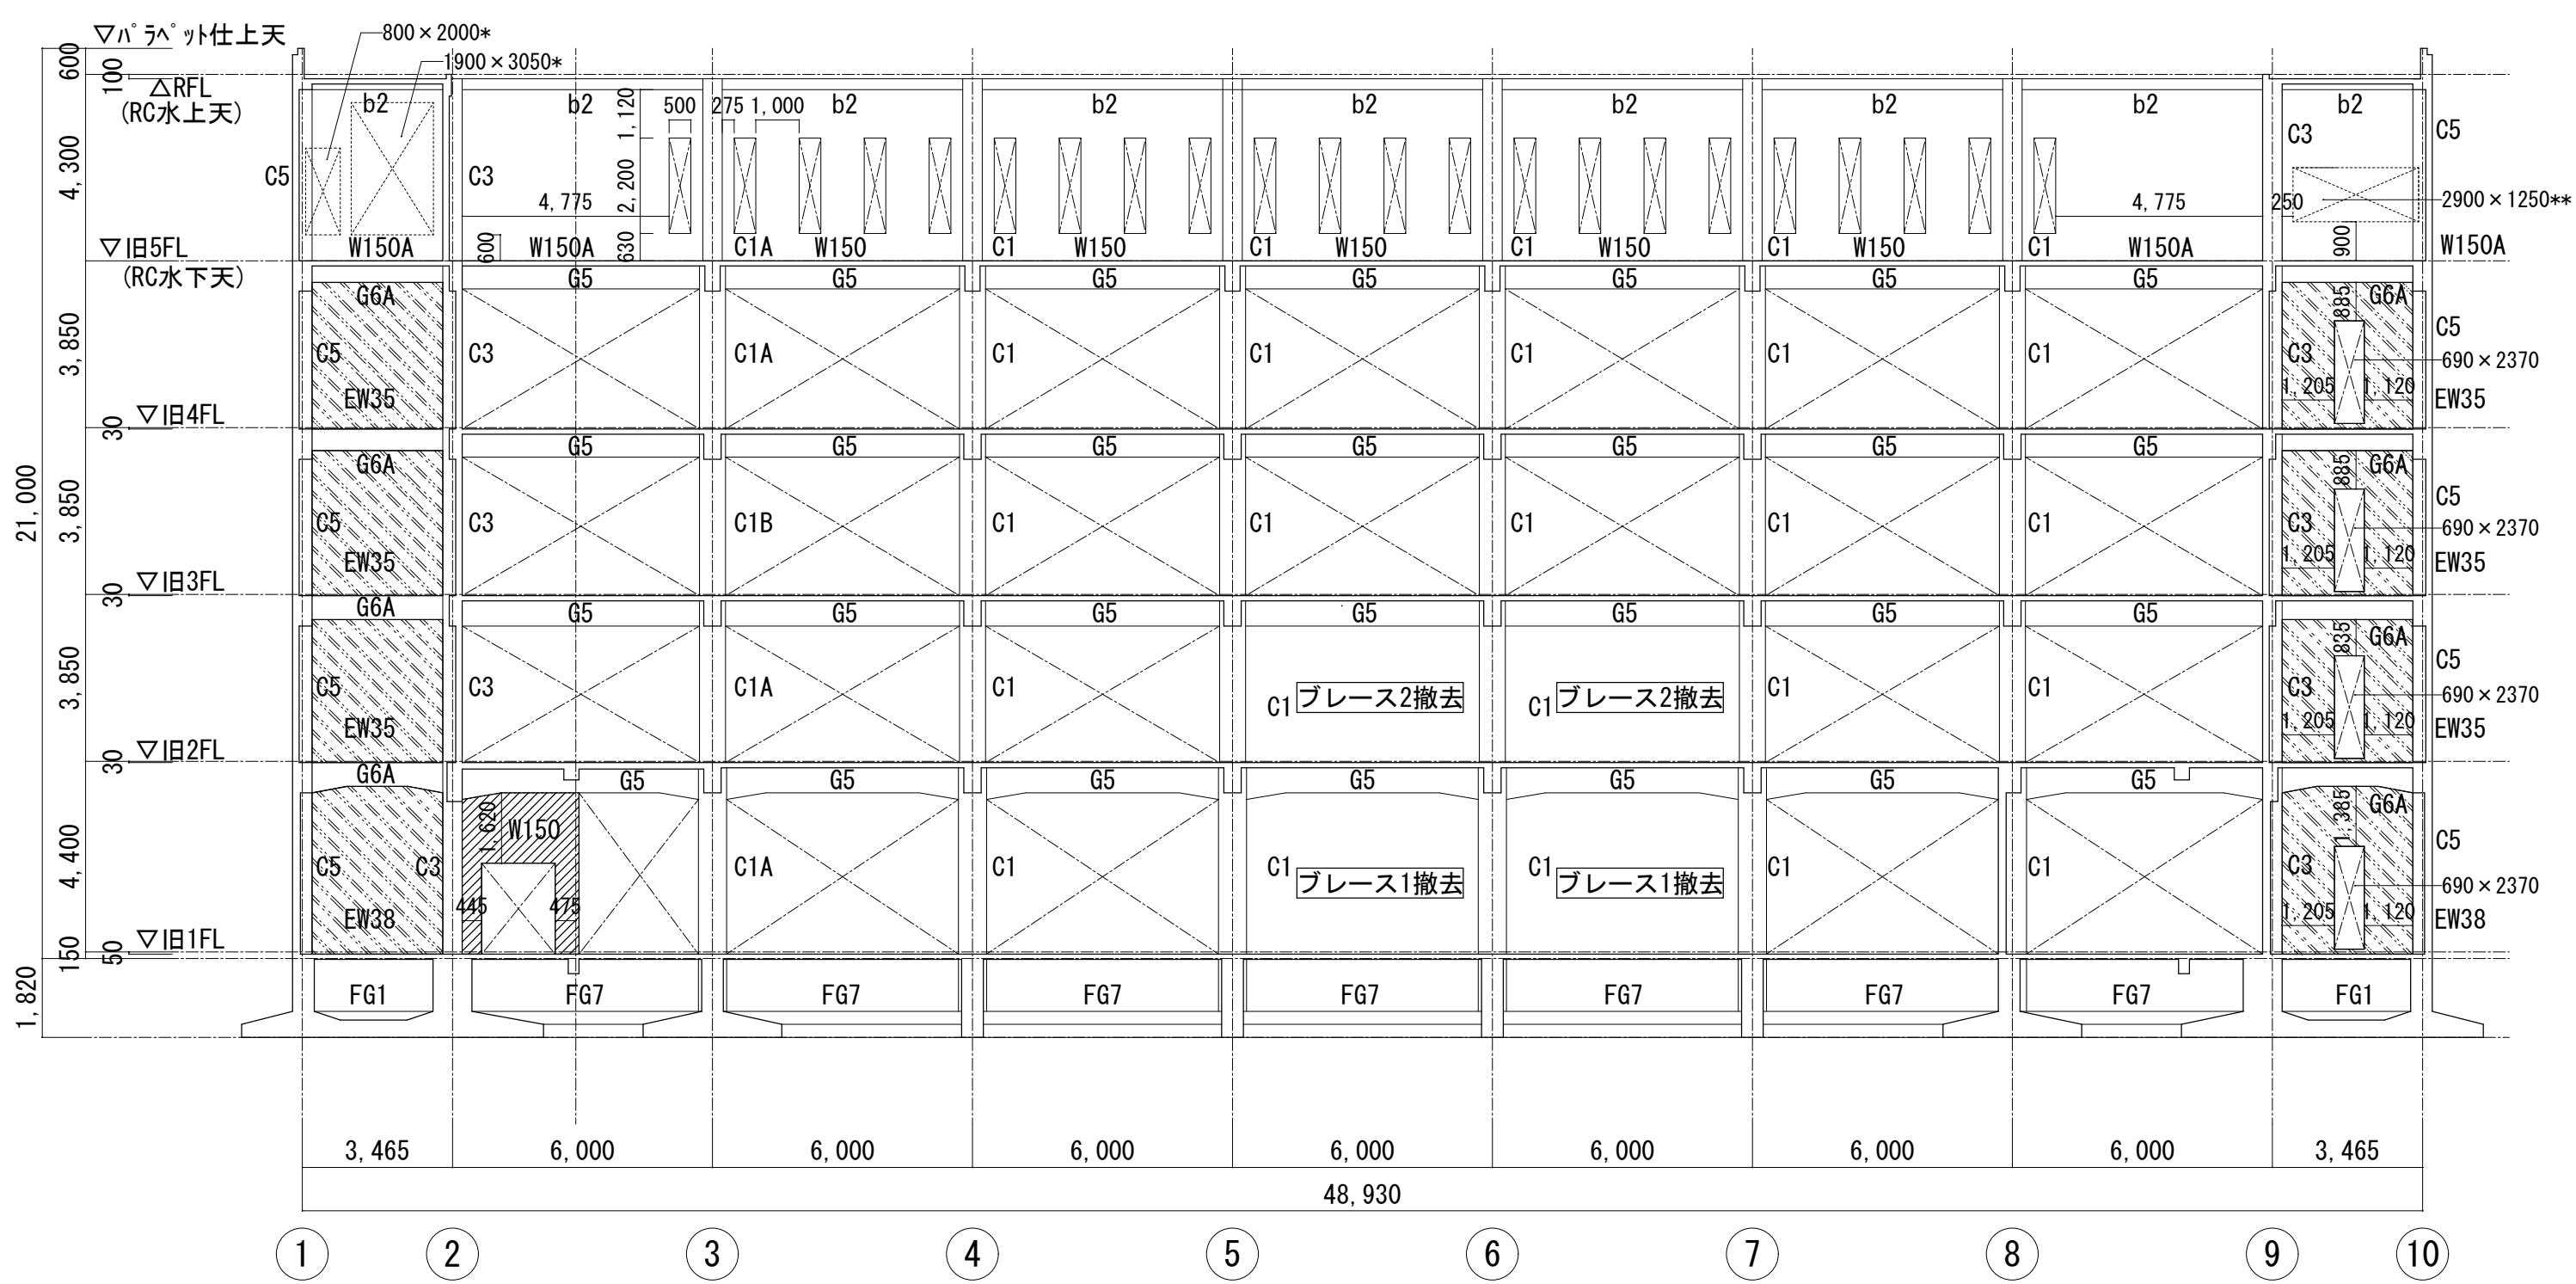 ▽パラペット仕上天
800×2000*
1900×3050*
600
100
△RFL
(RC水上天)
b2 b2 b2 b2 b2 b2 b2 b2 b2
500 275 1,000 1,120
4,300
C5 C3 4,775 2,200 4,775 250 C3 C5
2900×1250**
▽旧5FL
(RC水下天)
W150A 600 W150A 630 C1A W150 C1 W150 C1 W150 C1 W150 C1 W150 C1 W150A 900 W150A
G6A G5 G5 G5 G5 G5 G5 G5 885 G6A
3,850
C5 C3 C1A C1 C1 C1 C1 C1 C3 C5
690×2370
EW35 1,205 1,120 EW35
▽旧4FL
30
G6A G5 G5 G5 G5 G5 G5 G5 885 G6A
21,000
3,850
C5 C3 C1B C1 C1 C1 C1 C1 C3 C5
690×2370
EW35 1,205 1,120 EW35
▽旧3FL
30
G6A G5 G5 G5 G5 G5 G5 G5 835 G6A
3,850
C5 C3 C1A C1 C1 ブレース2撤去 C1 ブレース2撤去 C1 C1 C3 C5
690×2370
EW35 1,205 1,120 EW35
▽旧2FL
30
G6A G5 G5 G5 G5 G5 G5 G5 1,385 G6A
1,620 W150
4,400
C5 C3 C1A C1 C1 ブレース1撤去 C1 ブレース1撤去 C1 C1 C3 C5
690×2370
EW38 445 475 1,205 1,120 EW38
▽旧1FL
150
50
1,820
FG1 FG7 FG7 FG7 FG7 FG7 FG7 FG7 FG1
3,465 6,000 6,000 6,000 6,000 6,000 6,000 6,000 3,465
48,930
1 2 3 4 5 6 7 8 9 10